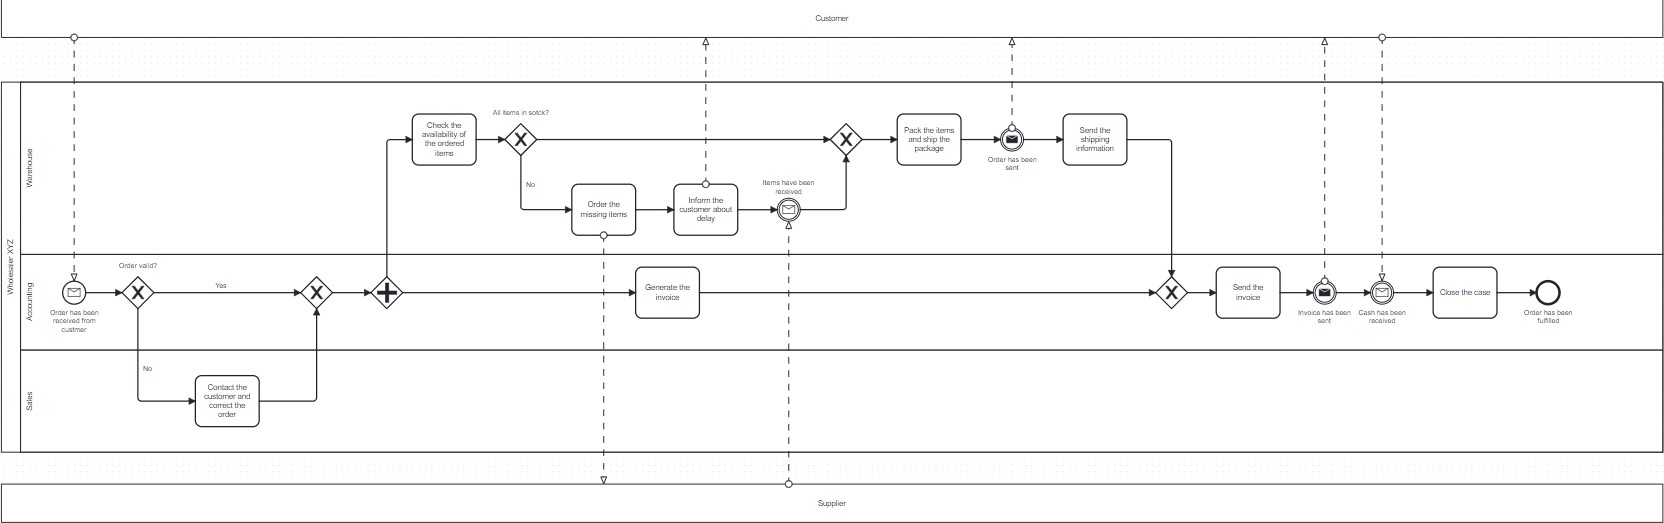 Customer
Wholesaler XYZ
Warehouse
Check the
availability of
the ordered
items
All items in sotck?
No
Order the
missing items
Inform the
customer about
delay
Items have been
received
Pack the items
and ship the
package
Order has been
sent
Send the
shipping
information
Accounting
Order has been
received from
custmer
Order valid?
Yes
No
Generate the
invoice
Send the
invoice
Invoice has been
sent
Cash has been
received
Close the case
Order has been
fulfilled
Sales
Contact the
customer and
correct the
order
Supplier